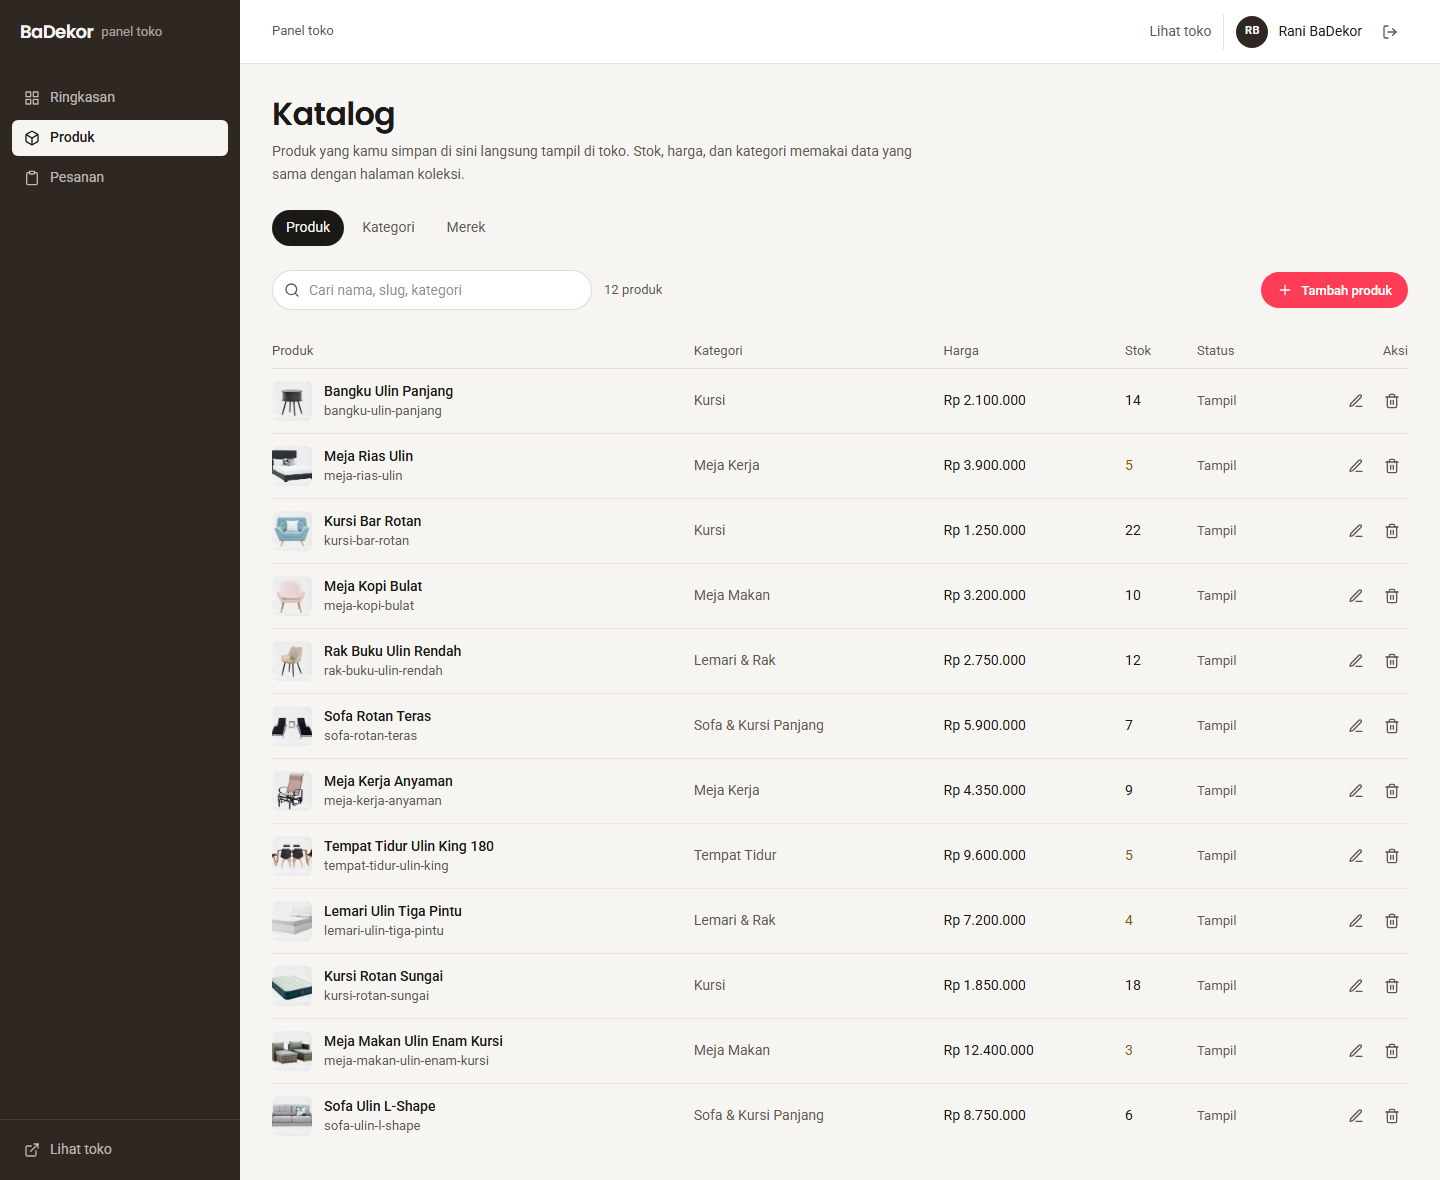 BaDekor panel toko
Ringkasan
Produk
Pesanan
Lihat toko
Panel toko
Lihat toko
RB
Rani BaDekor
Katalog
Produk yang kamu simpan di sini langsung tampil di toko. Stok, harga, dan kategori memakai data yang
sama dengan halaman koleksi.
Produk Kategori Merek
Cari nama, slug, kategori
12 produk
Tambah produk
Produk Kategori Harga Stok Status Aksi
Bangku Ulin Panjang
bangku-ulin-panjang
Kursi Rp 2.100.000 14 Tampil
Meja Rias Ulin
meja-rias-ulin
Meja Kerja Rp 3.900.000 5 Tampil
Kursi Bar Rotan
kursi-bar-rotan
Kursi Rp 1.250.000 22 Tampil
Meja Kopi Bulat
meja-kopi-bulat
Meja Makan Rp 3.200.000 10 Tampil
Rak Buku Ulin Rendah
rak-buku-ulin-rendah
Lemari & Rak Rp 2.750.000 12 Tampil
Sofa Rotan Teras
sofa-rotan-teras
Sofa & Kursi Panjang Rp 5.900.000 7 Tampil
Meja Kerja Anyaman
meja-kerja-anyaman
Meja Kerja Rp 4.350.000 9 Tampil
Tempat Tidur Ulin King 180
tempat-tidur-ulin-king
Tempat Tidur Rp 9.600.000 5 Tampil
Lemari Ulin Tiga Pintu
lemari-ulin-tiga-pintu
Lemari & Rak Rp 7.200.000 4 Tampil
Kursi Rotan Sungai
kursi-rotan-sungai
Kursi Rp 1.850.000 18 Tampil
Meja Makan Ulin Enam Kursi
meja-makan-ulin-enam-kursi
Meja Makan Rp 12.400.000 3 Tampil
Sofa Ulin L-Shape
sofa-ulin-l-shape
Sofa & Kursi Panjang Rp 8.750.000 6 Tampil